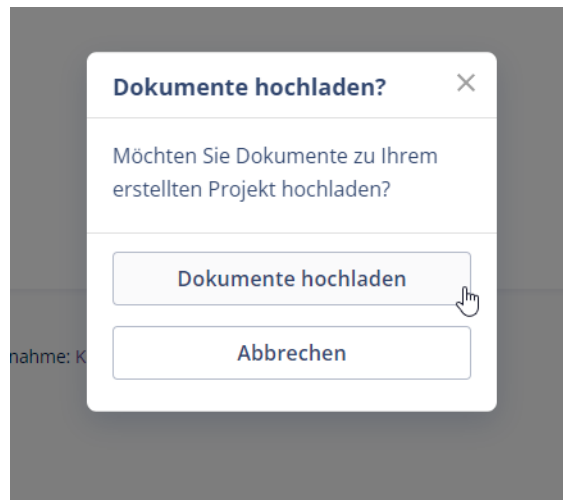 Dokumente hochladen?
Möchten Sie Dokumente zu Ihrem
erstellten Projekt hochladen?
Dokumente hochladen
nahme: K
Abbrechen